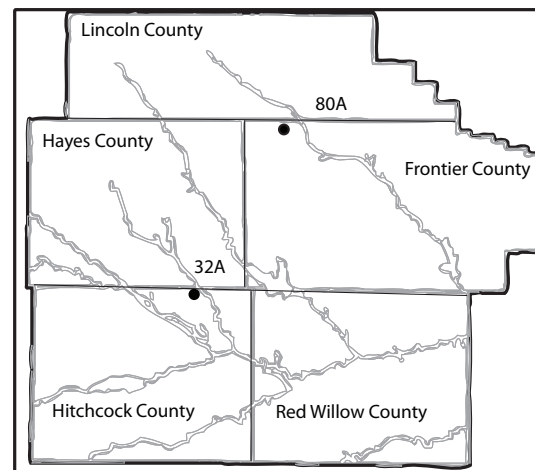 Lincoln County
80A
Hayes County
Frontier County
32A
Hitchcock County
Red Willow County